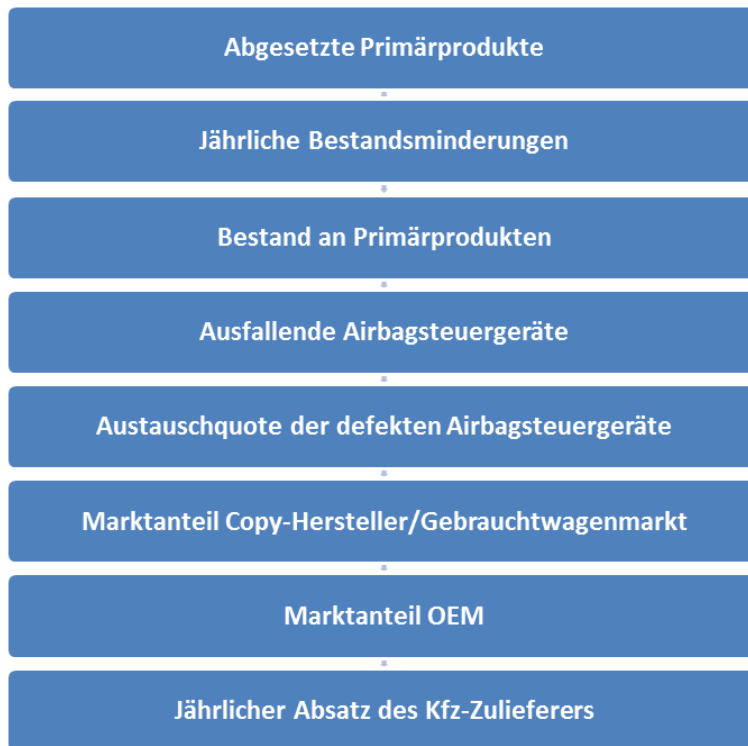 Abgesetzte Primärprodukte
Jährliche Bestandsminderungen
Bestand an Primärprodukten
Ausfallende Airbagsteuergeräte
Austauschquote der defekten Airbagsteuergeräte
Marktanteil Copy-Hersteller/Gebrauchtwagenmarkt
Marktanteil OEM
Jährlicher Absatz des Kfz-Zulieferers